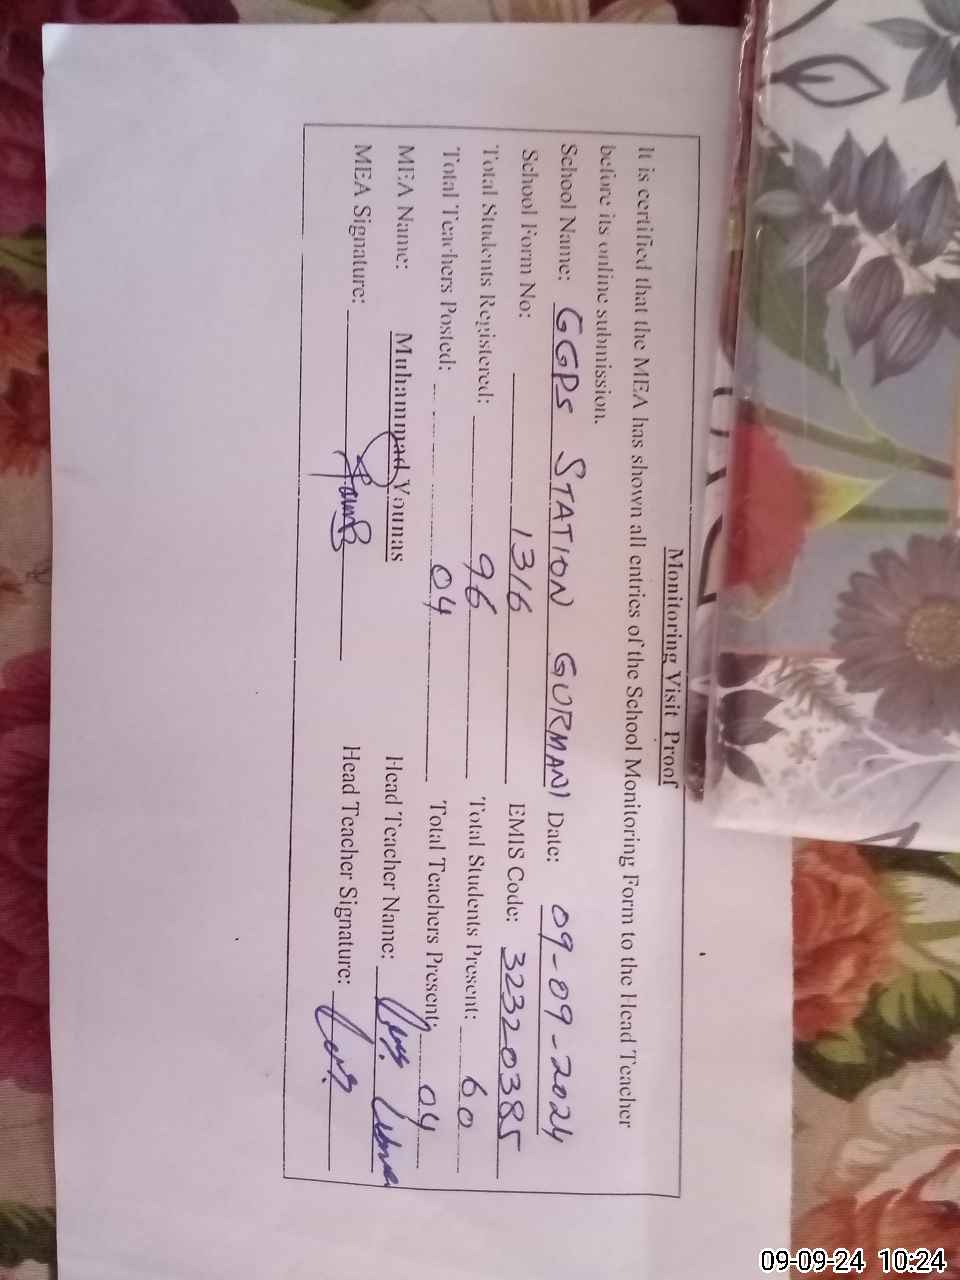 Monitoring Visit Proof
It is certified that the MEA has shown all entries of the School Monitoring Form to the Head Teacher
before its online submission.
School Name: GGPS STATION GURMANI Date: 09-09-2024
School Form No: 1316 EMIS Code: 32320385
Total Students Registered: 96 Total Students Present: 60
Total Teachers Posted: 04 Total Teachers Present: 04
MEA Name: Muhammad Younas Head Teacher Name:
MEA Signature: Head Teacher Signature:
09-09-24 10:24